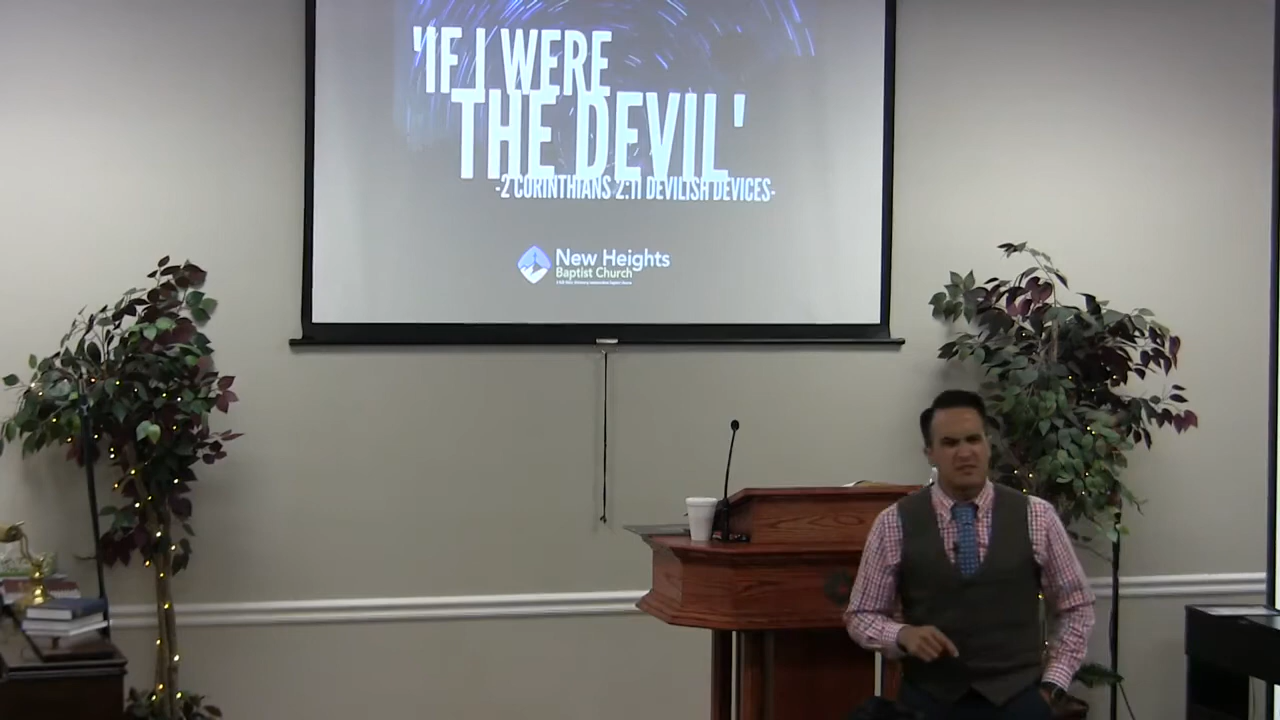 'IF I WERE
THE DEVIL'
-2 CORINTHIANS 2:11 DEVILISH DEVICES-
New Heights
Baptist Church